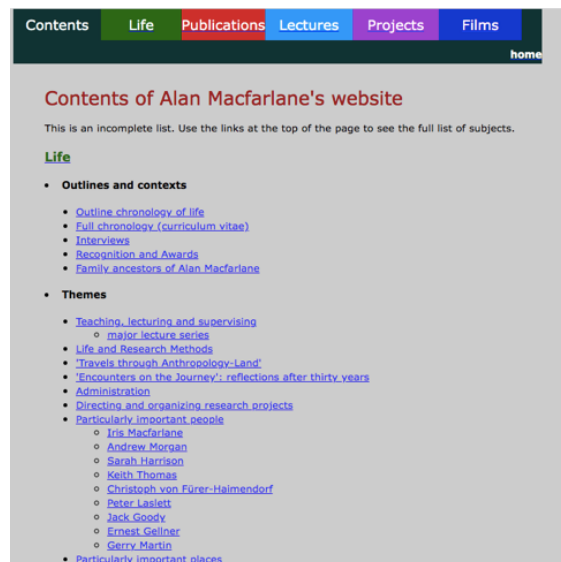 Contents Life Publications Lectures Projects Films
home
Contents of Alan Macfarlane's website
This is an incomplete list. Use the links at the top of the page to see the full list of subjects.
Life
• Outlines and contexts
• Outline chronology of life
• Full chronology (curriculum vitae)
• Interviews
• Recognition and Awards
• Family ancestors of Alan Macfarlane
• Themes
• Teaching, lecturing and supervising
○ major lecture series
• Life and Research Methods
• 'Travels through Anthropology-Land'
• 'Encounters on the Journey': reflections after thirty years
• Administration
• Directing and organizing research projects
• Particularly important people
○ Iris Macfarlane
○ Andrew Morgan
○ Sarah Harrison
○ Keith Thomas
○ Christoph von Fürer-Haimendorf
○ Peter Laslett
○ Jack Goody
○ Ernest Gellner
○ Gerry Martin
• Particularly important places